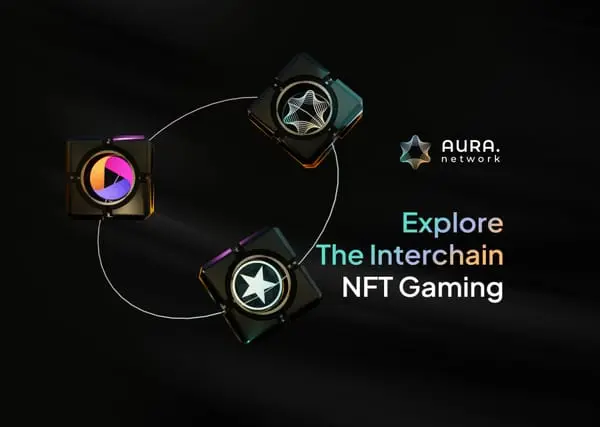 AURA.
network
Explore
The Interchain
NFT Gaming